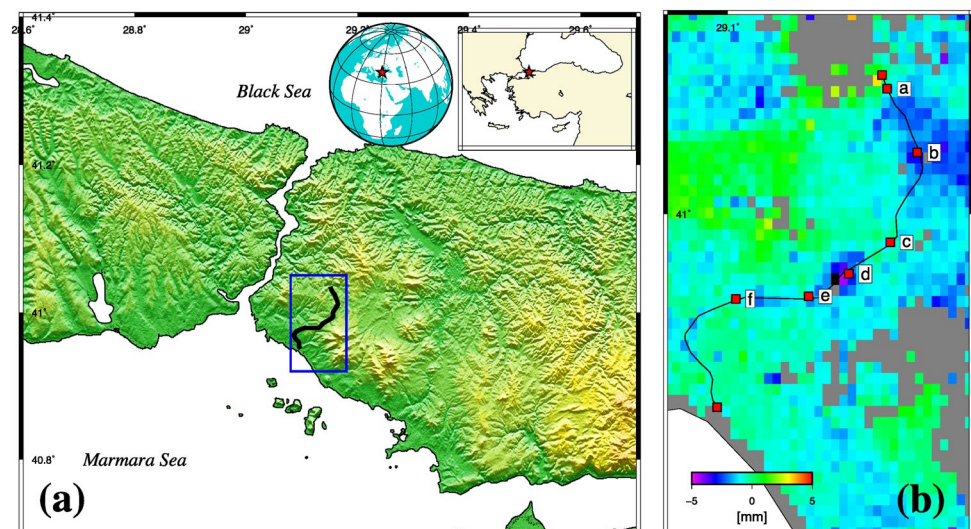 28.6˚ 28.8˚ 29˚ 29.2˚ 29.4˚ 29.6˚
41.4˚
41.2˚
41˚
40.8˚
Black Sea
Marmara Sea
(a)
29.1˚
41˚
a
b
c
d
e
f
−5 0 5
[mm]
(b)